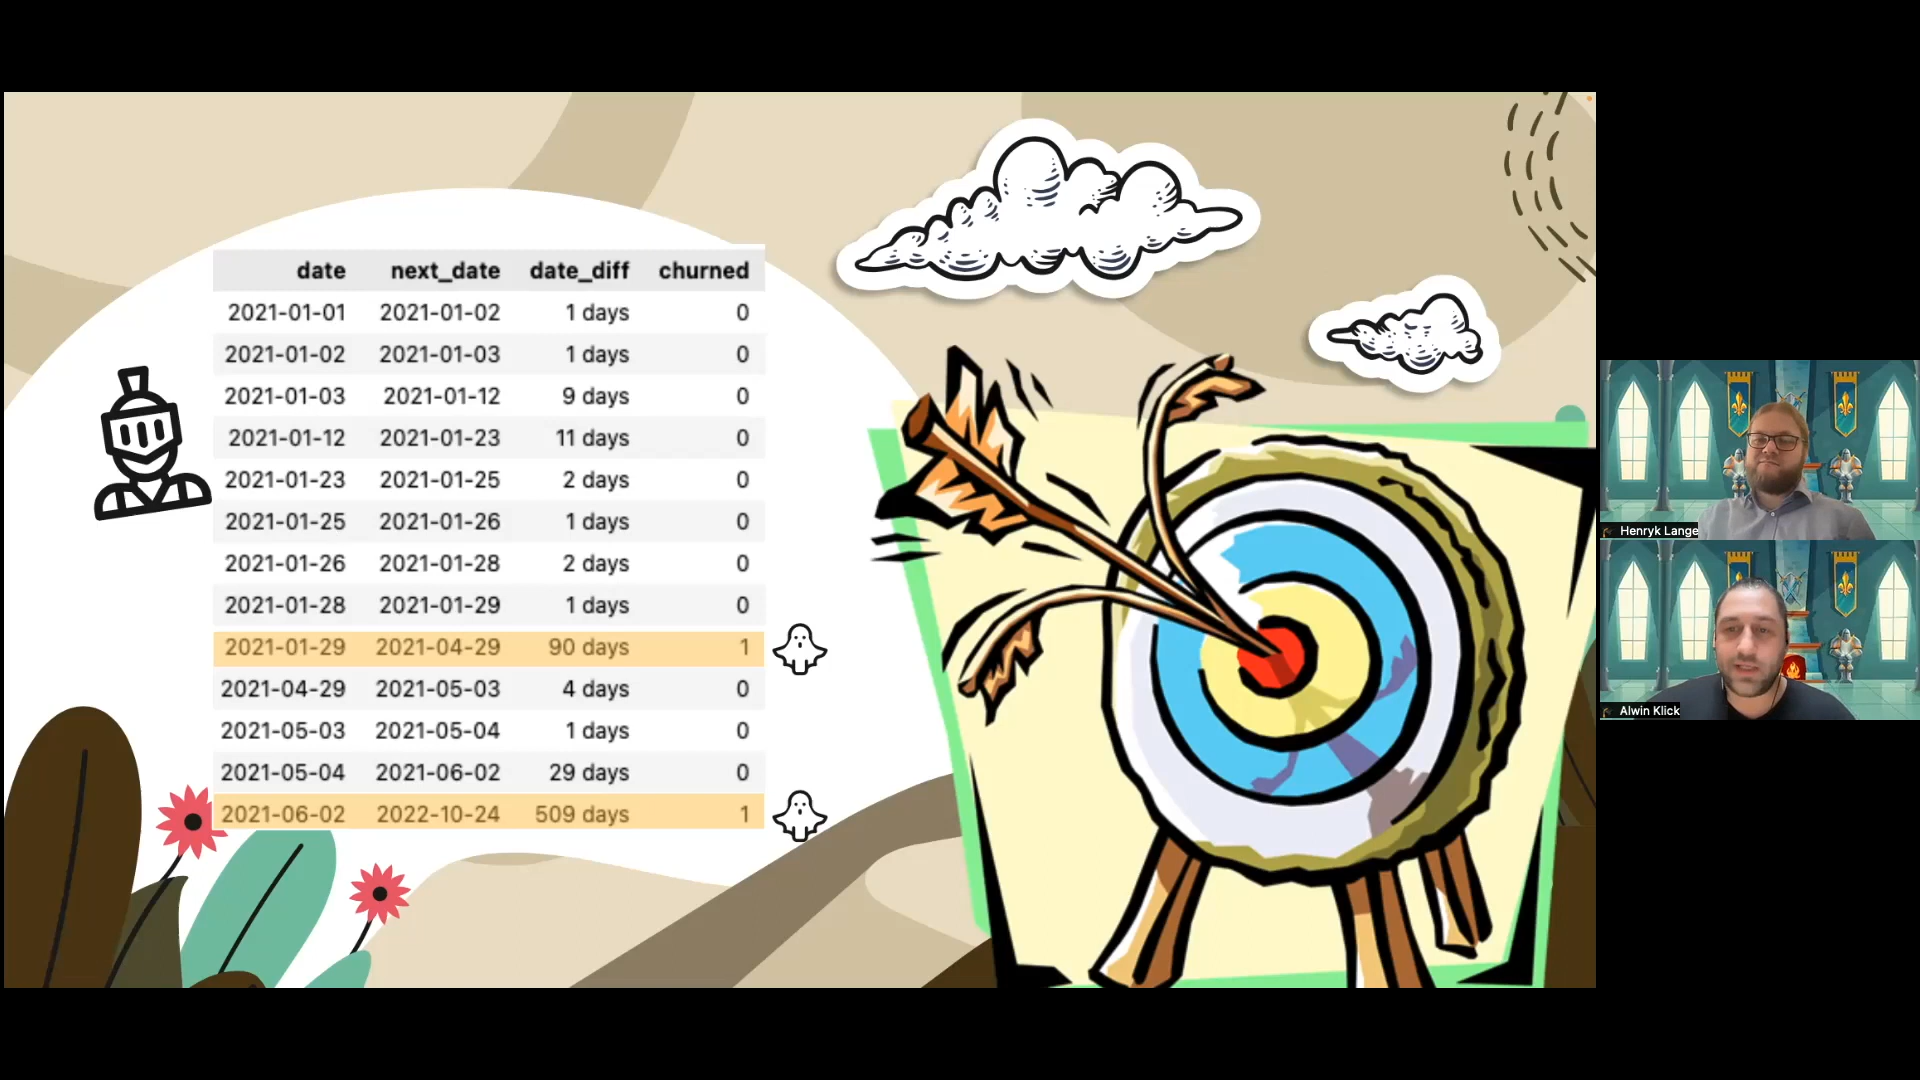 date next_date date_diff churned
2021-01-01 2021-01-02 1 days 0
2021-01-02 2021-01-03 1 days 0
2021-01-03 2021-01-12 9 days 0
2021-01-12 2021-01-23 11 days 0
2021-01-23 2021-01-25 2 days 0
2021-01-25 2021-01-26 1 days 0
2021-01-26 2021-01-28 2 days 0
2021-01-28 2021-01-29 1 days 0
2021-01-29 2021-04-29 90 days 1
2021-04-29 2021-05-03 4 days 0
2021-05-03 2021-05-04 1 days 0
2021-05-04 2021-06-02 29 days 0
2021-06-02 2022-10-24 509 days 1
Henryk Lange
Alwin Klick